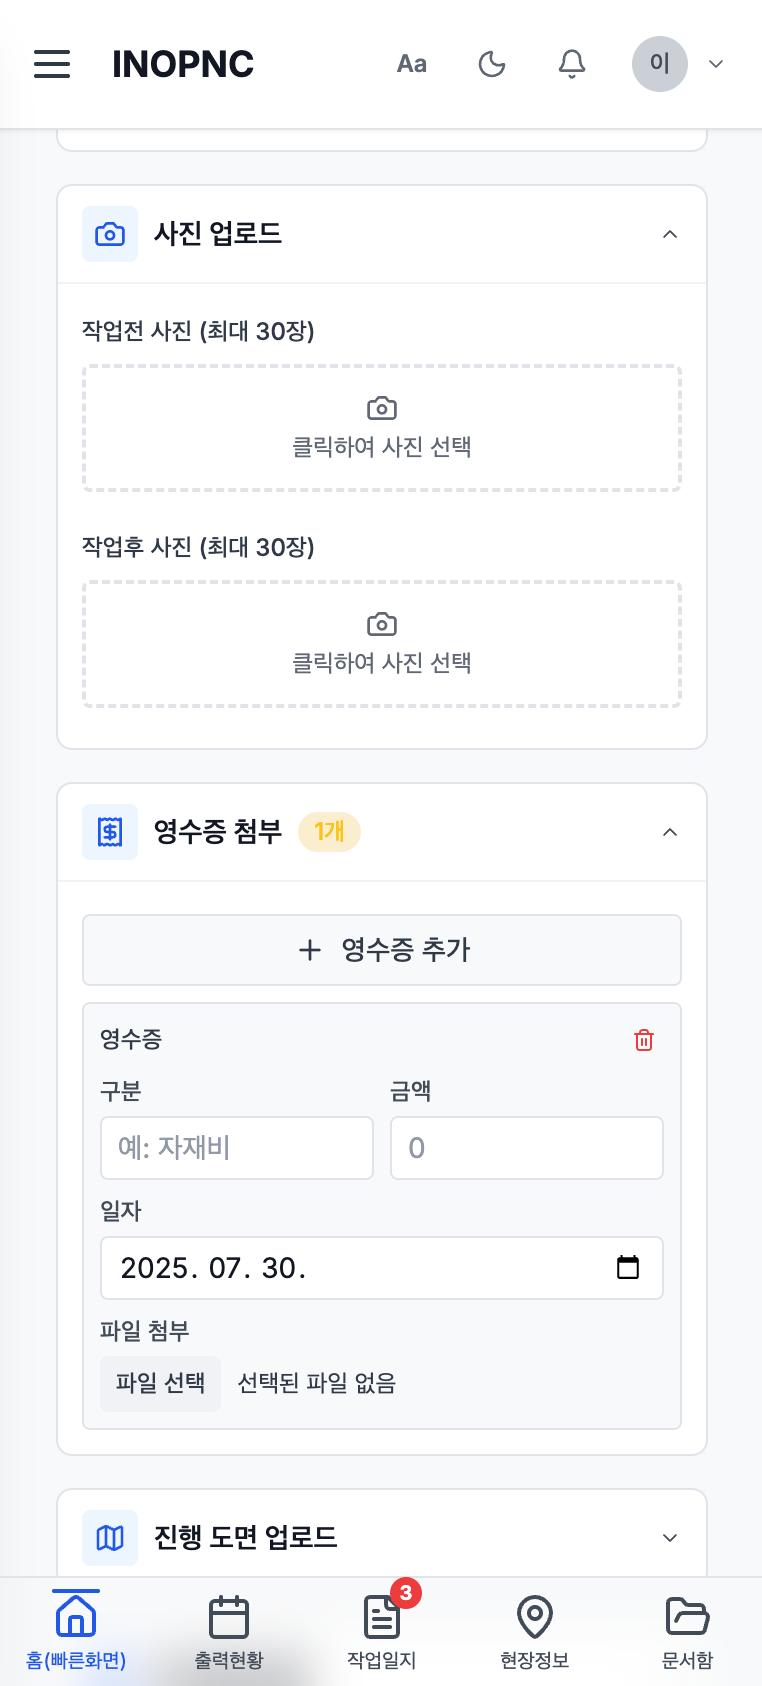 INOPNC Aa 이
사진 업로드
작업전 사진 (최대 30장)
클릭하여 사진 선택
작업후 사진 (최대 30장)
클릭하여 사진 선택
영수증 첨부 1개
영수증 추가
영수증
구분 금액
예: 자재비 0
일자
2025. 07. 30.
파일 첨부
파일 선택 선택된 파일 없음
진행 도면 업로드
3
홈(빠른화면) 출력현황 작업일지 현장정보 문서함